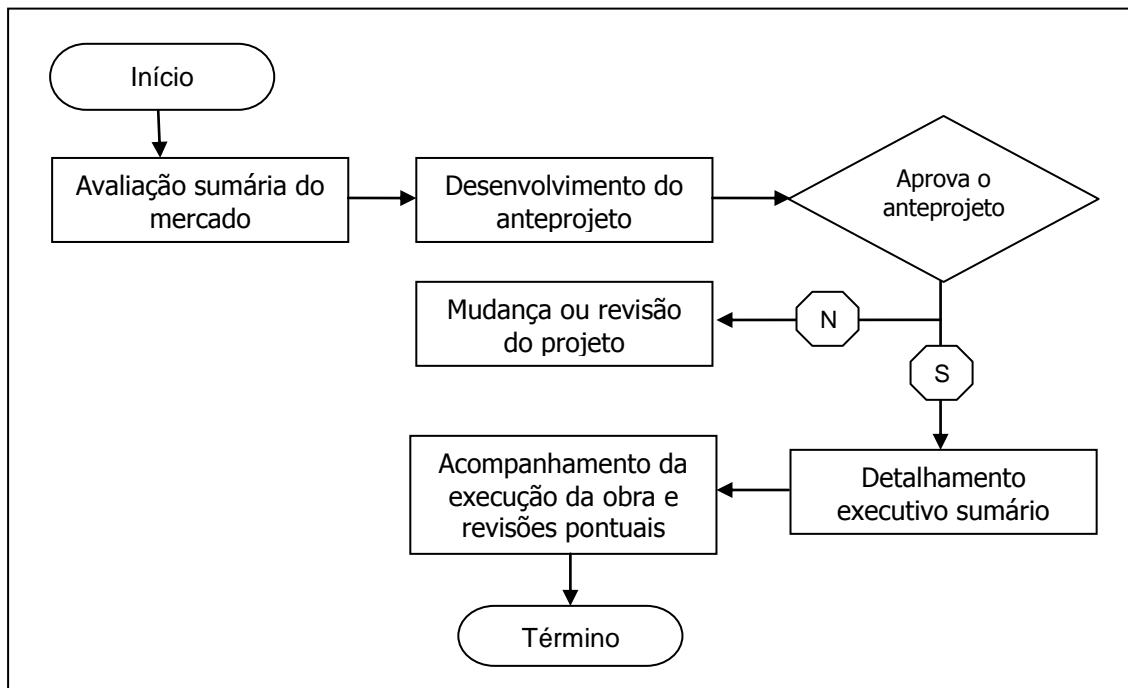 Início
Avaliação sumária do
mercado
Desenvolvimento do
anteprojeto
Aprova o
anteprojeto
Mudança ou revisão
do projeto
N
S
Acompanhamento da
execução da obra e
revisões pontuais
Detalhamento
executivo sumário
Término